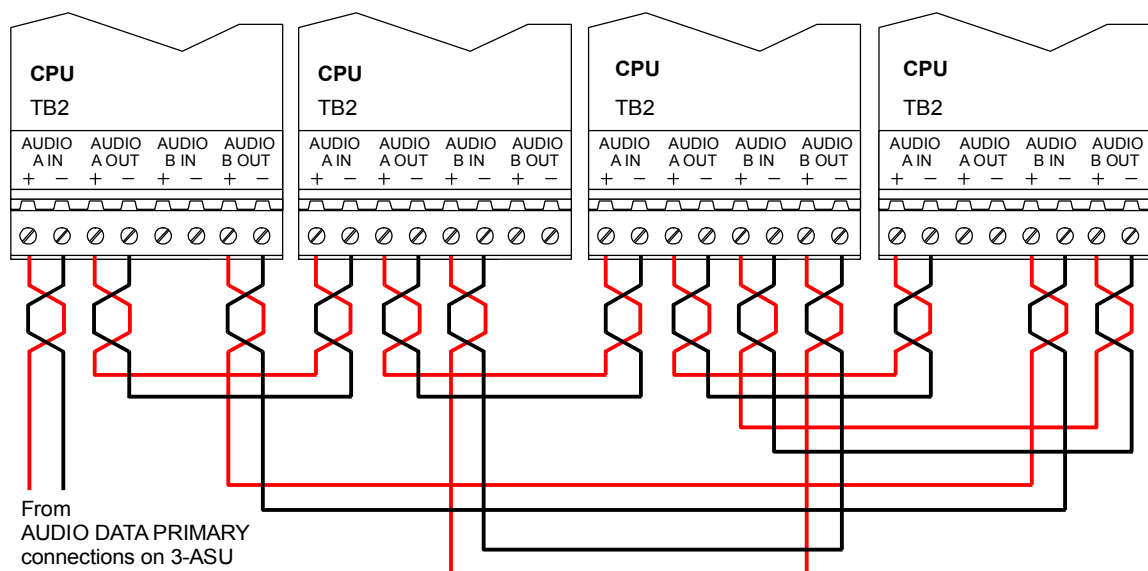 CPU
TB2
AUDIO A IN
AUDIO A OUT
AUDIO B IN
AUDIO B OUT
+ − + − + − + −
CPU
TB2
AUDIO A IN
AUDIO A OUT
AUDIO B IN
AUDIO B OUT
+ − + − + − + −
CPU
TB2
AUDIO A IN
AUDIO A OUT
AUDIO B IN
AUDIO B OUT
+ − + − + − + −
CPU
TB2
AUDIO A IN
AUDIO A OUT
AUDIO B IN
AUDIO B OUT
+ − + − + − + −
From
AUDIO DATA PRIMARY
connections on 3-ASU